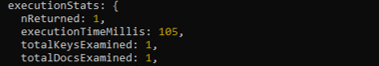 executionStats: {
nReturned: 1,
executionTimeMillis: 105,
totalKeysExamined: 1,
totalDocsExamined: 1,